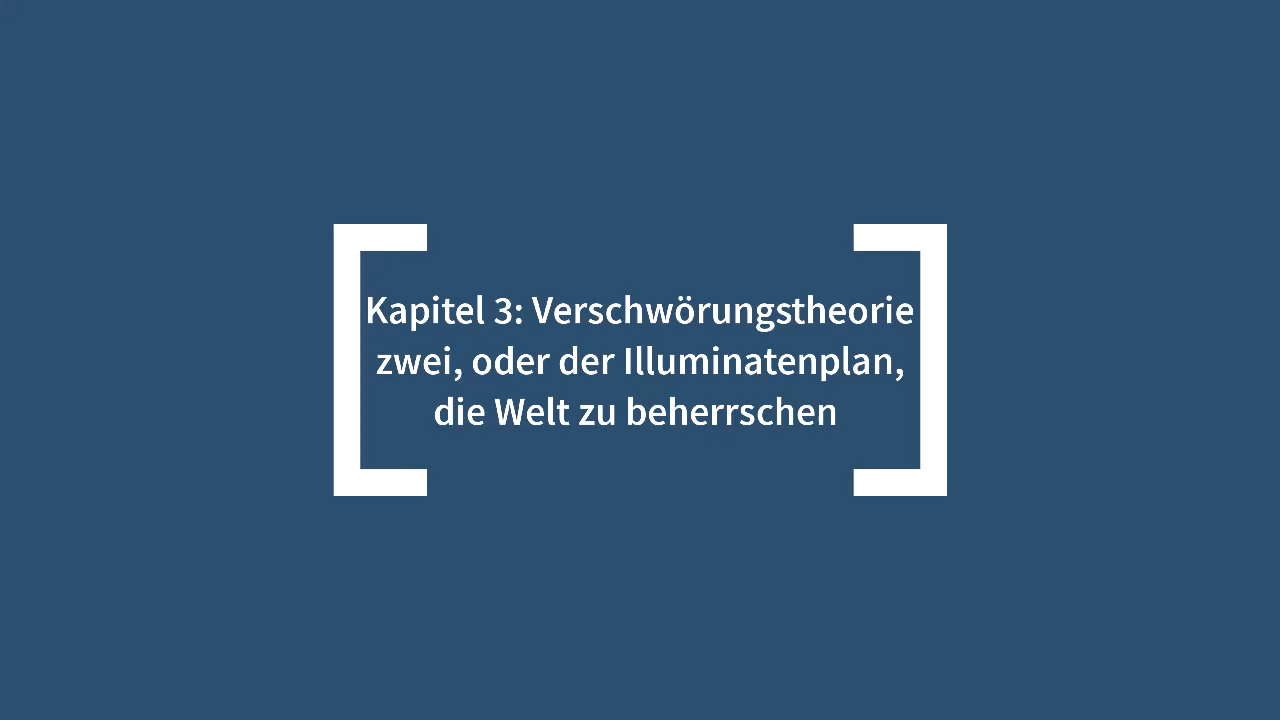 Kapitel 3: Verschwörungstheorie
zwei, oder der Illuminatenplan,
die Welt zu beherrschen